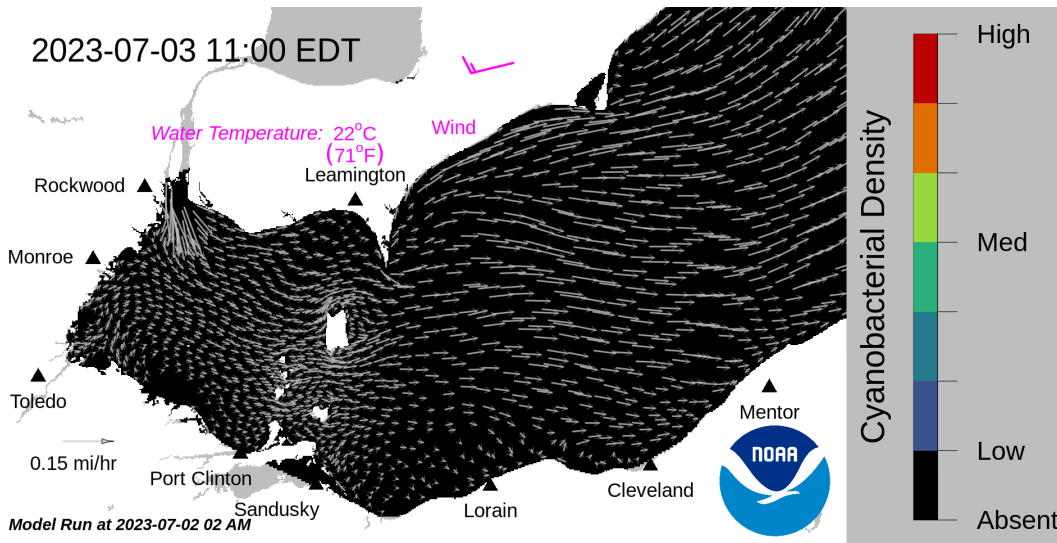 2023-07-03 11:00 EDT
Water Temperature: 22°C
(71°F)
Wind
Leamington
Rockwood
Monroe
Toledo
0.15 mi/hr
Port Clinton
Sandusky
Lorain
Cleveland
Mentor
NOAA
Model Run at 2023-07-02 02 AM
Cyanobacterial Density
High
Med
Low
Absent